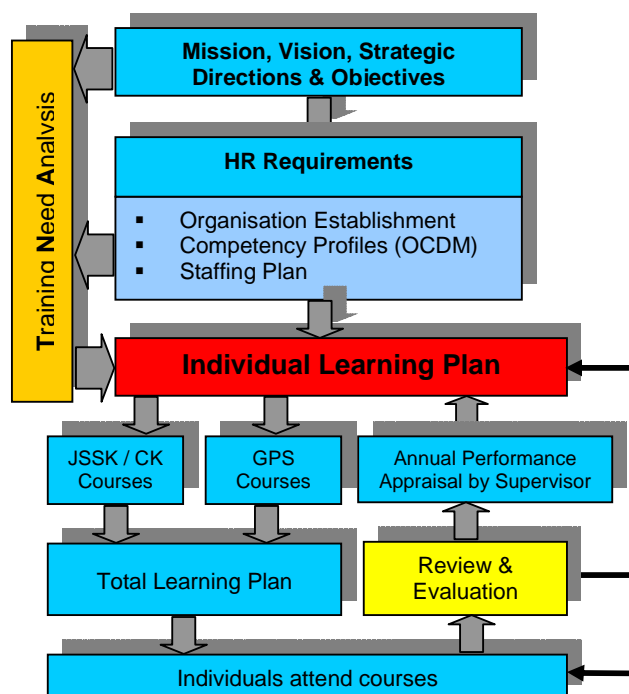 Mission, Vision, Strategic
Directions & Objectives
Training Need Analysis
HR Requirements
▪ Organisation Establishment
▪ Competency Profiles (OCDM)
▪ Staffing Plan
Individual Learning Plan
JSSK / CK
Courses
GPS
Courses
Annual Performance
Appraisal by Supervisor
Total Learning Plan
Review &
Evaluation
Individuals attend courses